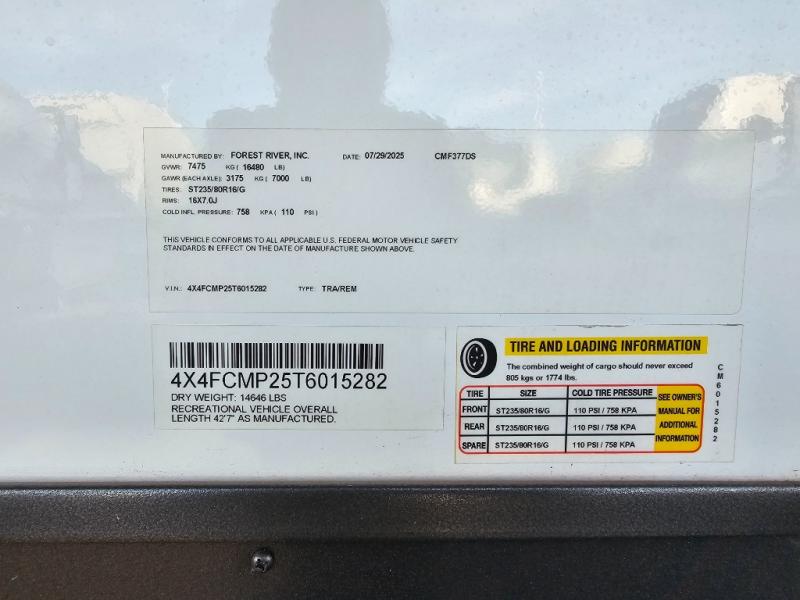 MANUFACTURED BY: FOREST RIVER, INC. DATE: 07/29/2025 CMF377DS
GVWR: 7475 KG ( 16480 LB)
GAWR (EACH AXLE): 3175 KG ( 7000 LB)
TIRES: ST235/80R16/G
RIMS: 16X7.0J
COLD INFL. PRESSURE: 758 KPA ( 110 PSI )
THIS VEHICLE CONFORMS TO ALL APPLICABLE U.S. FEDERAL MOTOR VEHICLE SAFETY
STANDARDS IN EFFECT ON THE DATE OF MANUFACTURE SHOWN ABOVE.
V.I.N.: 4X4FCMP25T6015282 TYPE: TRA/REM
4X4FCMP25T6015282
DRY WEIGHT: 14646 LBS
RECREATIONAL VEHICLE OVERALL
LENGTH 42'7" AS MANUFACTURED.
TIRE AND LOADING INFORMATION
The combined weight of cargo should never exceed
805 kgs or 1774 lbs.
TIRE SIZE COLD TIRE PRESSURE
FRONT ST235/80R16/G 110 PSI / 758 KPA
REAR ST235/80R16/G 110 PSI / 758 KPA
SPARE ST235/80R16/G 110 PSI / 758 KPA
SEE OWNER'S
MANUAL FOR
ADDITIONAL
INFORMATION
CM6015282